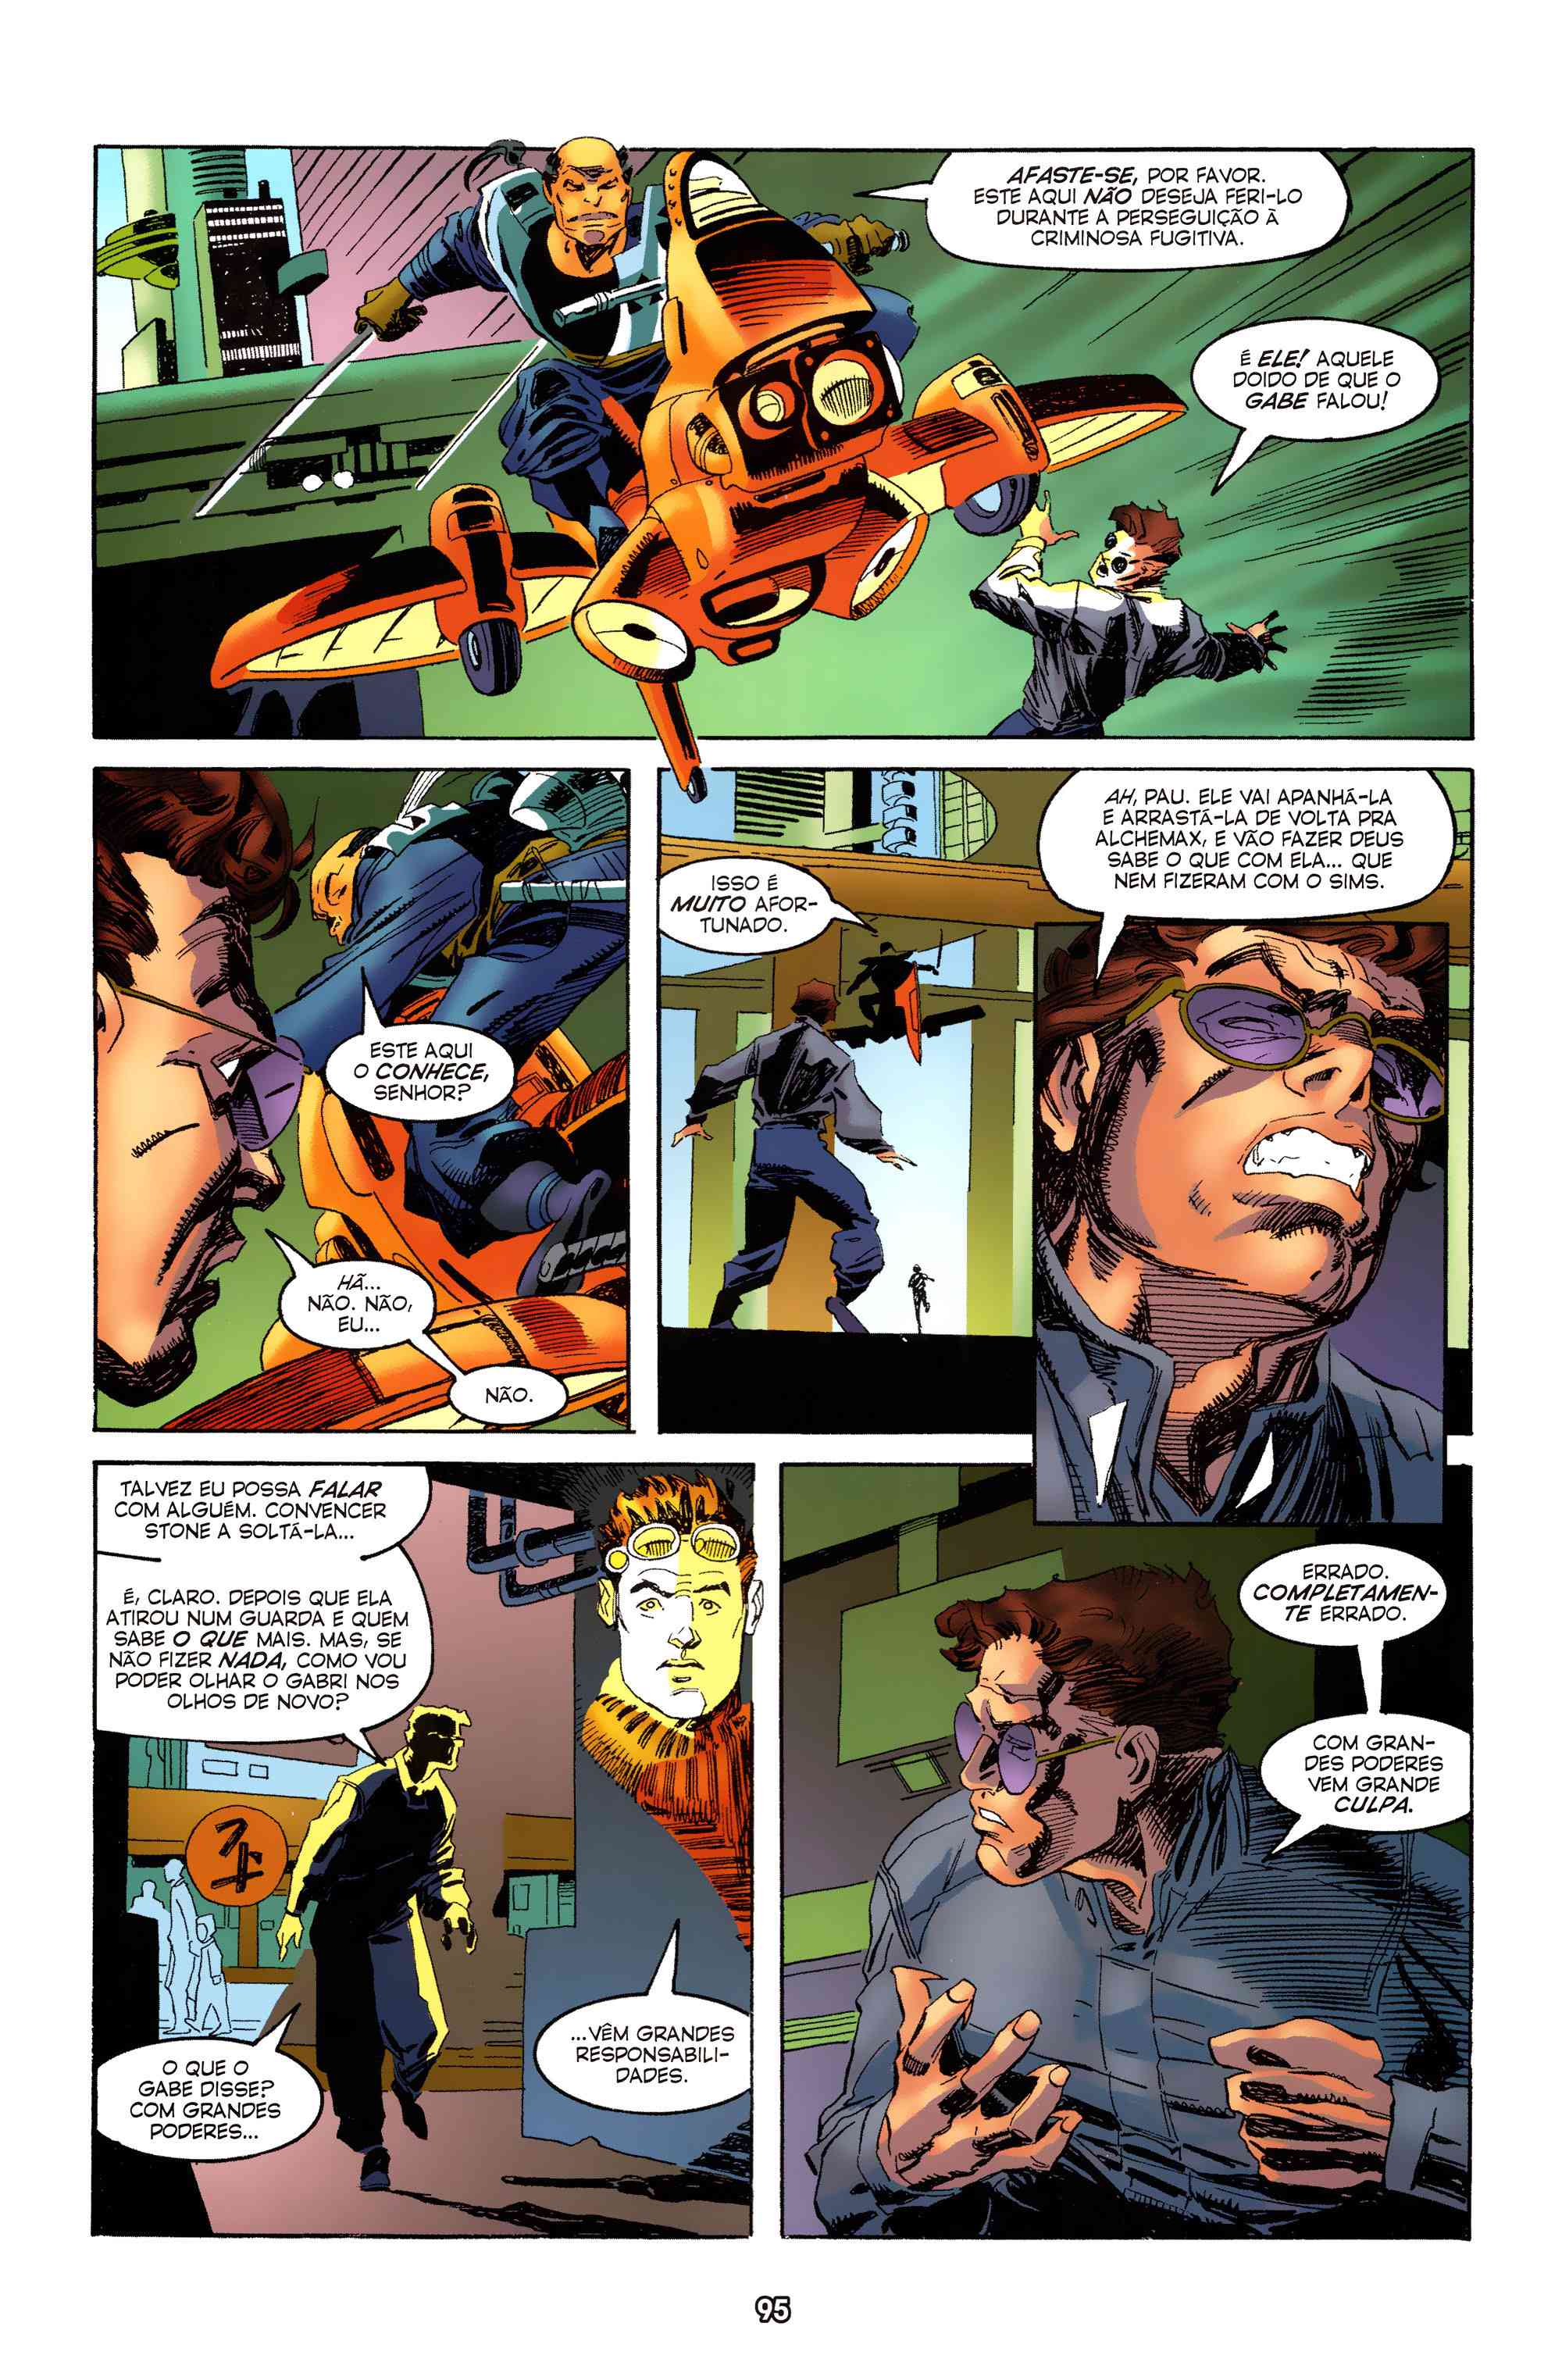 AFASTE-SE, POR FAVOR.
ESTE AQUI NÃO DESEJA FERI-LO
DURANTE A PERSEGUIÇÃO À
CRIMINOSA FUGITIVA.
É ELE! AQUELE
DOIDO DE QUE O
GABE FALOU!
ESTE AQUI
O CONHECE,
SENHOR?
HÃ...
NÃO. NÃO,
EU...
NÃO.
ISSO É
MUITO AFOR-
TUNADO.
AH, PAU. ELE VAI APANHÁ-LA
E ARRASTÁ-LA DE VOLTA PRA
ALCHEMAX, E VÃO FAZER DEUS
SABE O QUE COM ELA... QUE
NEM FIZERAM COM O SIMS.
TALVEZ EU POSSA FALAR
COM ALGUÉM. CONVENCER
STONE A SOLTÁ-LA...
É, CLARO. DEPOIS QUE ELA
ATIROU NUM GUARDA E QUEM
SABE O QUE MAIS. MAS, SE
NÃO FIZER NADA, COMO VOU
PODER OLHAR O GABRI NOS
OLHOS DE NOVO?
O QUE O
GABE DISSE?
COM GRANDES
PODERES...
...VÊM GRANDES
RESPONSABILI-
DADES.
ERRADO.
COMPLETAMEN-
TE ERRADO.
COM GRAN-
DES PODERES
VEM GRANDE
CULPA.
95